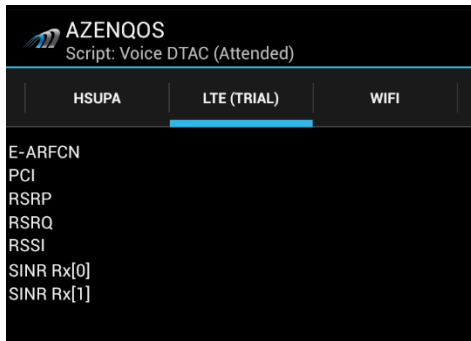 AZENQOS
Script: Voice DTAC (Attended)
HSUPA LTE (TRIAL) WIFI
E-ARFCN
PCI
RSRP
RSRQ
RSSI
SINR Rx[0]
SINR Rx[1]